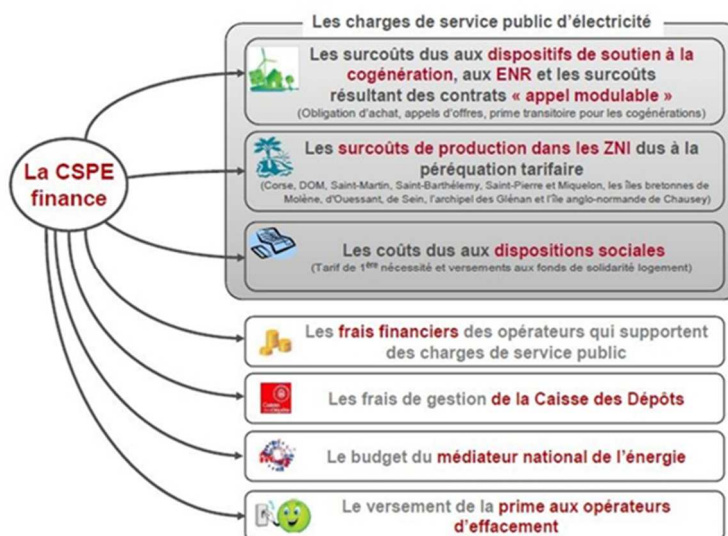 Les charges de service public d'électricité
Les surcoûts dus aux dispositifs de soutien à la
cogénération, aux ENR et les surcoûts
résultant des contrats « appel modulable »
(Obligation d'achat, appels d'offres, prime transitoire pour les cogénérations)
La CSPE
finance
Les surcoûts de production dans les ZNI dus à la
péréquation tarifaire
(Corse, DOM, Saint-Martin, Saint-Barthélemy, Saint-Pierre et Miquelon, les îles bretonnes de
Molène, d'Ouessant, de Sein, l'archipel des Glénan et l'île anglo-normande de Chausey)
Les coûts dus aux dispositions sociales
(Tarif de 1ère nécessité et versements aux fonds de solidarité logement)
Les frais financiers des opérateurs qui supportent
des charges de service public
Les frais de gestion de la Caisse des Dépôts
Le budget du médiateur national de l'énergie
Le versement de la prime aux opérateurs
d'effacement